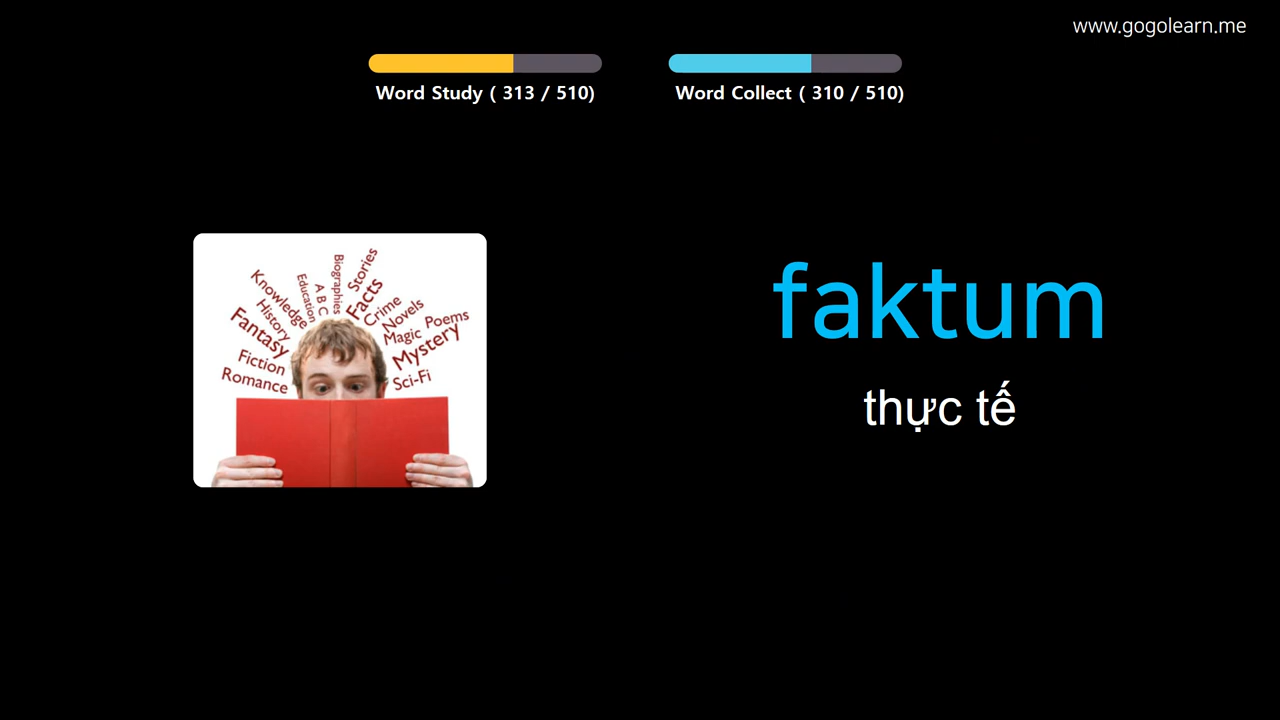 www.gogolearn.me
Word Study ( 313 / 510)
Word Collect ( 310 / 510)
faktum
thực tế
Biographies
Stories
Knowledge
Education
A B C
Facts
History
Crime
Novels
Fantasy
Magic
Poems
Fiction
Mystery
Romance
Sci-Fi